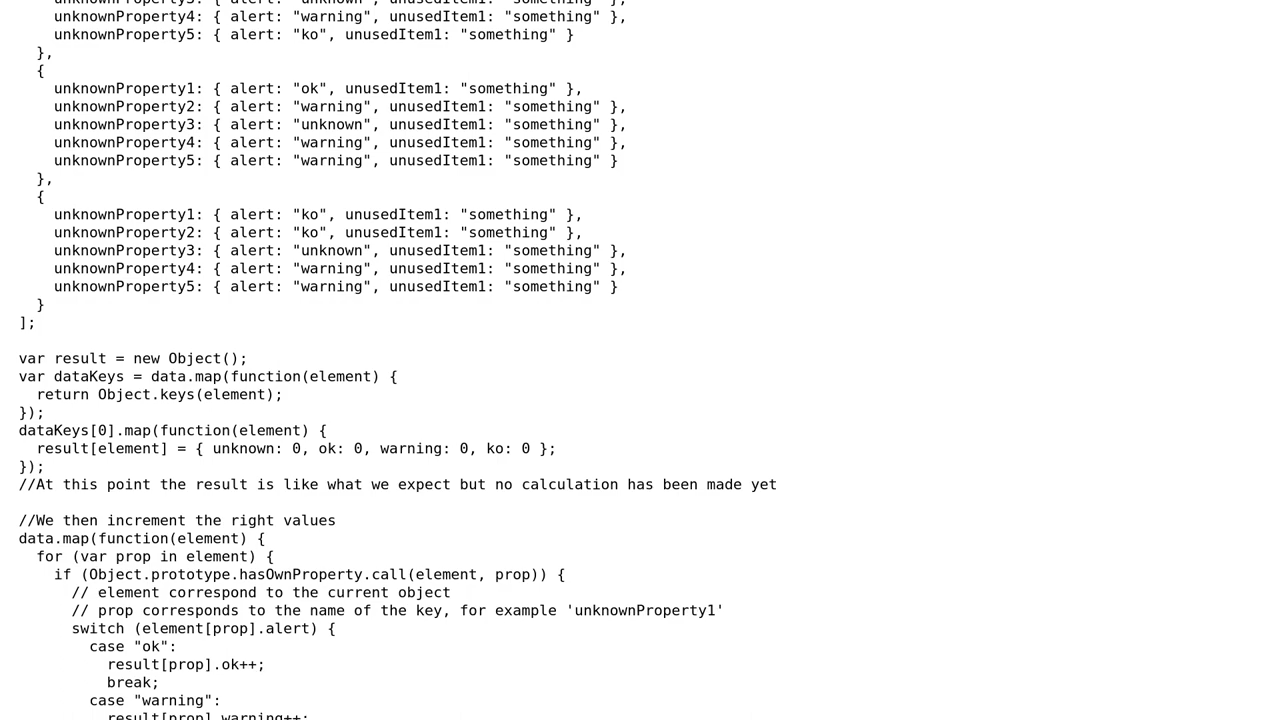 unknownProperty3: { alert: "unknown", unusedItem1: "something" },
    unknownProperty4: { alert: "warning", unusedItem1: "something" },
    unknownProperty5: { alert: "ko", unusedItem1: "something" }
  },
  {
    unknownProperty1: { alert: "ok", unusedItem1: "something" },
    unknownProperty2: { alert: "warning", unusedItem1: "something" },
    unknownProperty3: { alert: "unknown", unusedItem1: "something" },
    unknownProperty4: { alert: "warning", unusedItem1: "something" },
    unknownProperty5: { alert: "warning", unusedItem1: "something" }
  },
  {
    unknownProperty1: { alert: "ko", unusedItem1: "something" },
    unknownProperty2: { alert: "ko", unusedItem1: "something" },
    unknownProperty3: { alert: "unknown", unusedItem1: "something" },
    unknownProperty4: { alert: "warning", unusedItem1: "something" },
    unknownProperty5: { alert: "warning", unusedItem1: "something" }
  }
];

var result = new Object();
var dataKeys = data.map(function(element) {
  return Object.keys(element);
});
dataKeys[0].map(function(element) {
  result[element] = { unknown: 0, ok: 0, warning: 0, ko: 0 };
});
//At this point the result is like what we expect but no calculation has been made yet

//We then increment the right values
data.map(function(element) {
  for (var prop in element) {
    if (Object.prototype.hasOwnProperty.call(element, prop)) {
      // element correspond to the current object
      // prop corresponds to the name of the key, for example 'unknownProperty1'
      switch (element[prop].alert) {
        case "ok":
          result[prop].ok++;
          break;
        case "warning":
          result[prop].warning++;